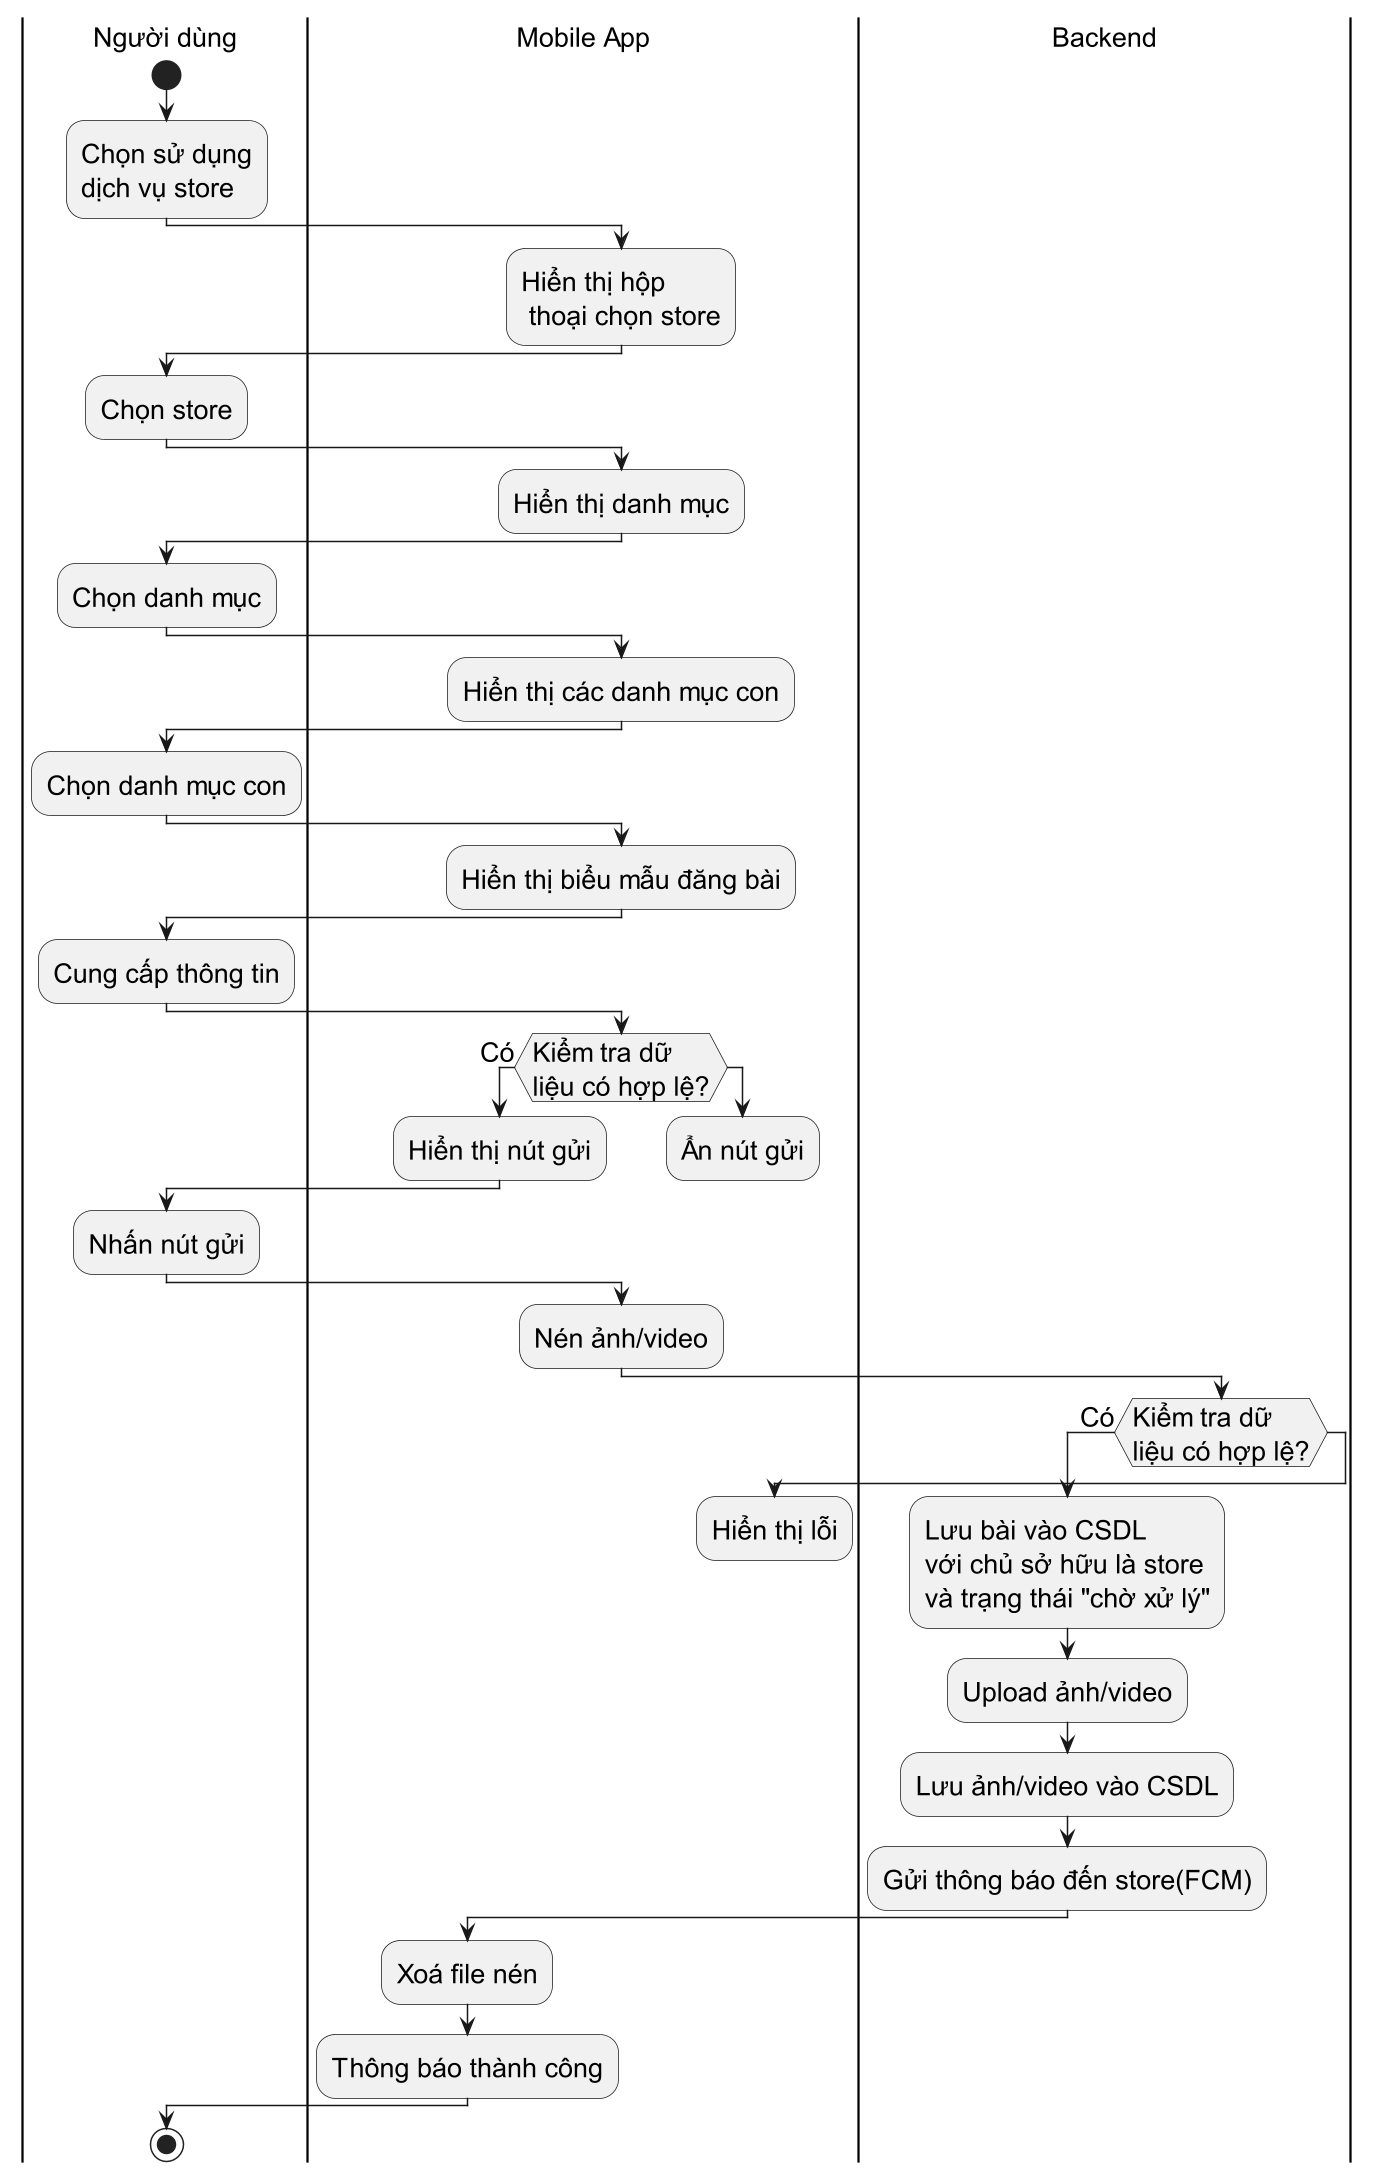 Người dùng
Mobile App
Backend
Chọn sử dụng
dịch vụ store
Hiển thị hộp
thoại chọn store
Chọn store
Hiển thị danh mục
Chọn danh mục
Hiển thị các danh mục con
Chọn danh mục con
Hiển thị biểu mẫu đăng bài
Cung cấp thông tin
Có
Kiểm tra dữ
liệu có hợp lệ?
Hiển thị nút gửi
Ẩn nút gửi
Nhấn nút gửi
Nén ảnh/video
Có
Kiểm tra dữ
liệu có hợp lệ?
Hiển thị lỗi
Lưu bài vào CSDL
với chủ sở hữu là store
và trạng thái "chờ xử lý"
Upload ảnh/video
Lưu ảnh/video vào CSDL
Gửi thông báo đến store(FCM)
Xoá file nén
Thông báo thành công